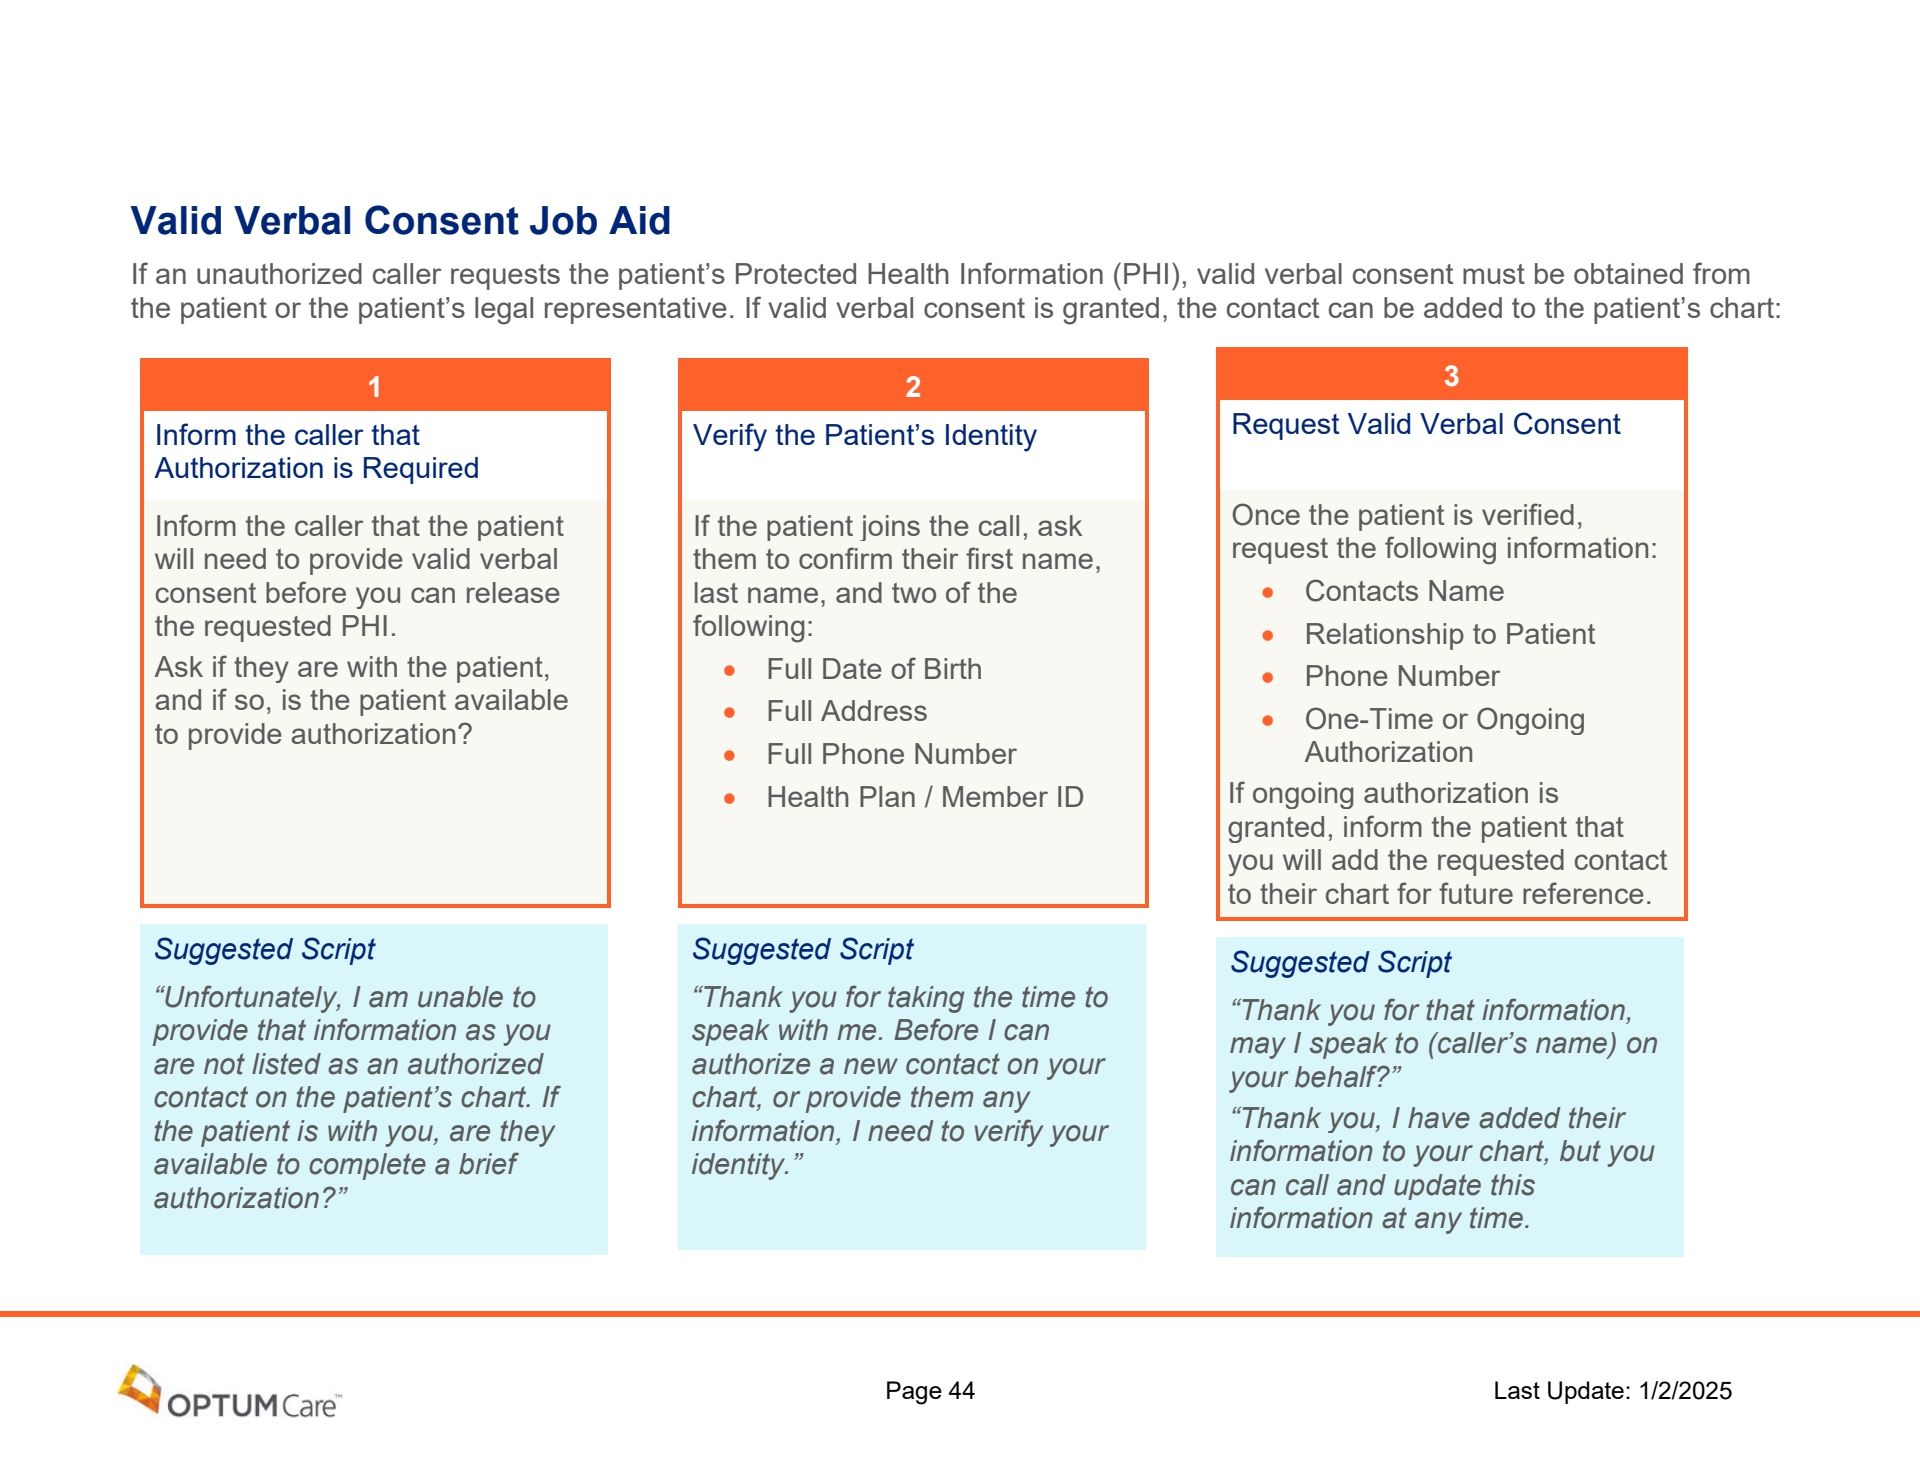 Valid Verbal Consent Job Aid
If an unauthorized caller requests the patient’s Protected Health Information (PHI), valid verbal consent must be obtained from
the patient or the patient’s legal representative. If valid verbal consent is granted, the contact can be added to the patient’s chart:
1
Inform the caller that
Authorization is Required
Inform the caller that the patient
will need to provide valid verbal
consent before you can release
the requested PHI.
Ask if they are with the patient,
and if so, is the patient available
to provide authorization?
Suggested Script
“Unfortunately, I am unable to
provide that information as you
are not listed as an authorized
contact on the patient’s chart. If
the patient is with you, are they
available to complete a brief
authorization?”
2
Verify the Patient’s Identity
If the patient joins the call, ask
them to confirm their first name,
last name, and two of the
following:
• Full Date of Birth
• Full Address
• Full Phone Number
• Health Plan / Member ID
Suggested Script
“Thank you for taking the time to
speak with me. Before I can
authorize a new contact on your
chart, or provide them any
information, I need to verify your
identity.”
3
Request Valid Verbal Consent
Once the patient is verified,
request the following information:
• Contacts Name
• Relationship to Patient
• Phone Number
• One-Time or Ongoing
Authorization
If ongoing authorization is
granted, inform the patient that
you will add the requested contact
to their chart for future reference.
Suggested Script
“Thank you for that information,
may I speak to (caller’s name) on
your behalf?”
“Thank you, I have added their
information to your chart, but you
can call and update this
information at any time.
OPTUM Care™
Page 44
Last Update: 1/2/2025